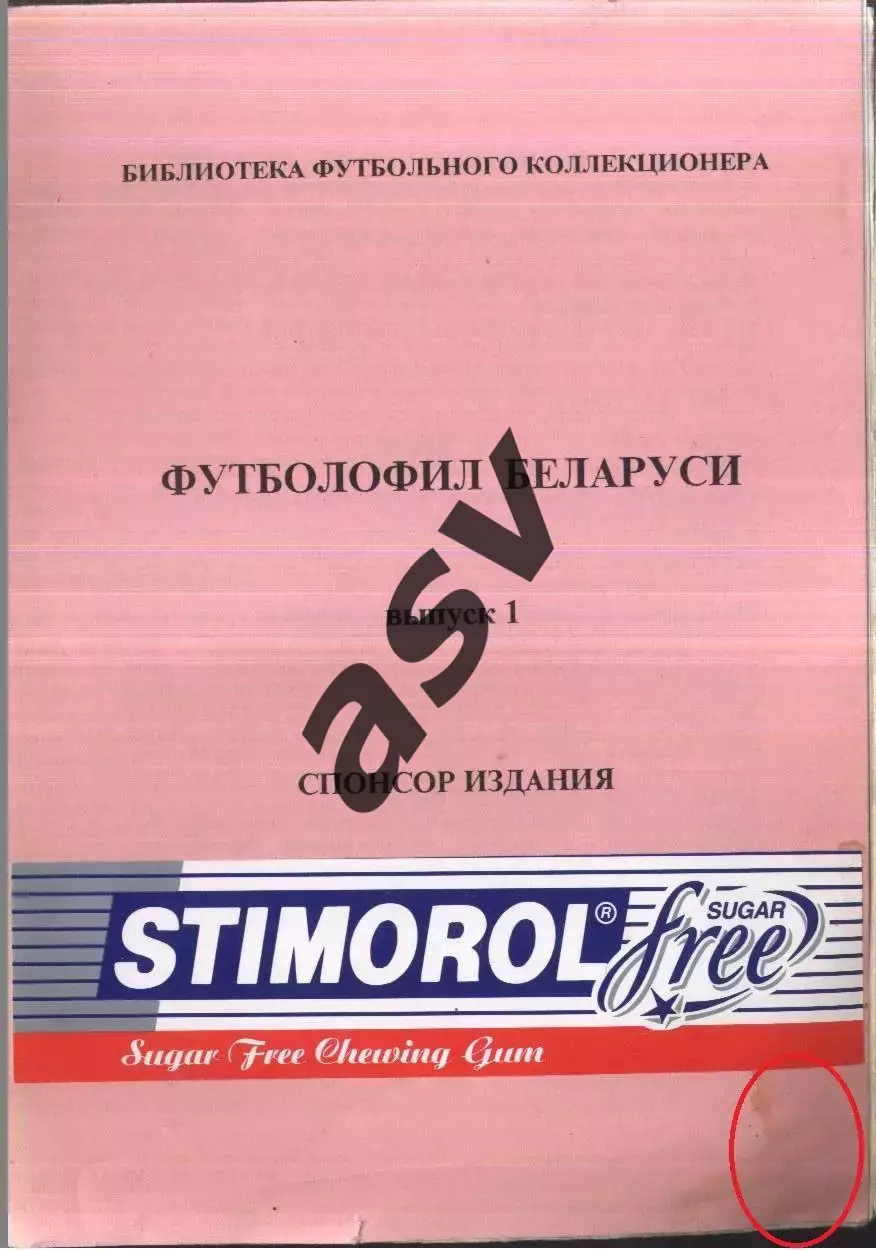 БИБЛИОТЕКА ФУТБОЛЬНОГО КОЛЛЕКЦИОНЕРА
ФУТБОЛОФИЛ БЕЛАРУСИ
выпуск 1
asv
СПОНСОР ИЗДАНИЯ
STIMOROL® SUGAR free
Sugar Free Chewing Gum